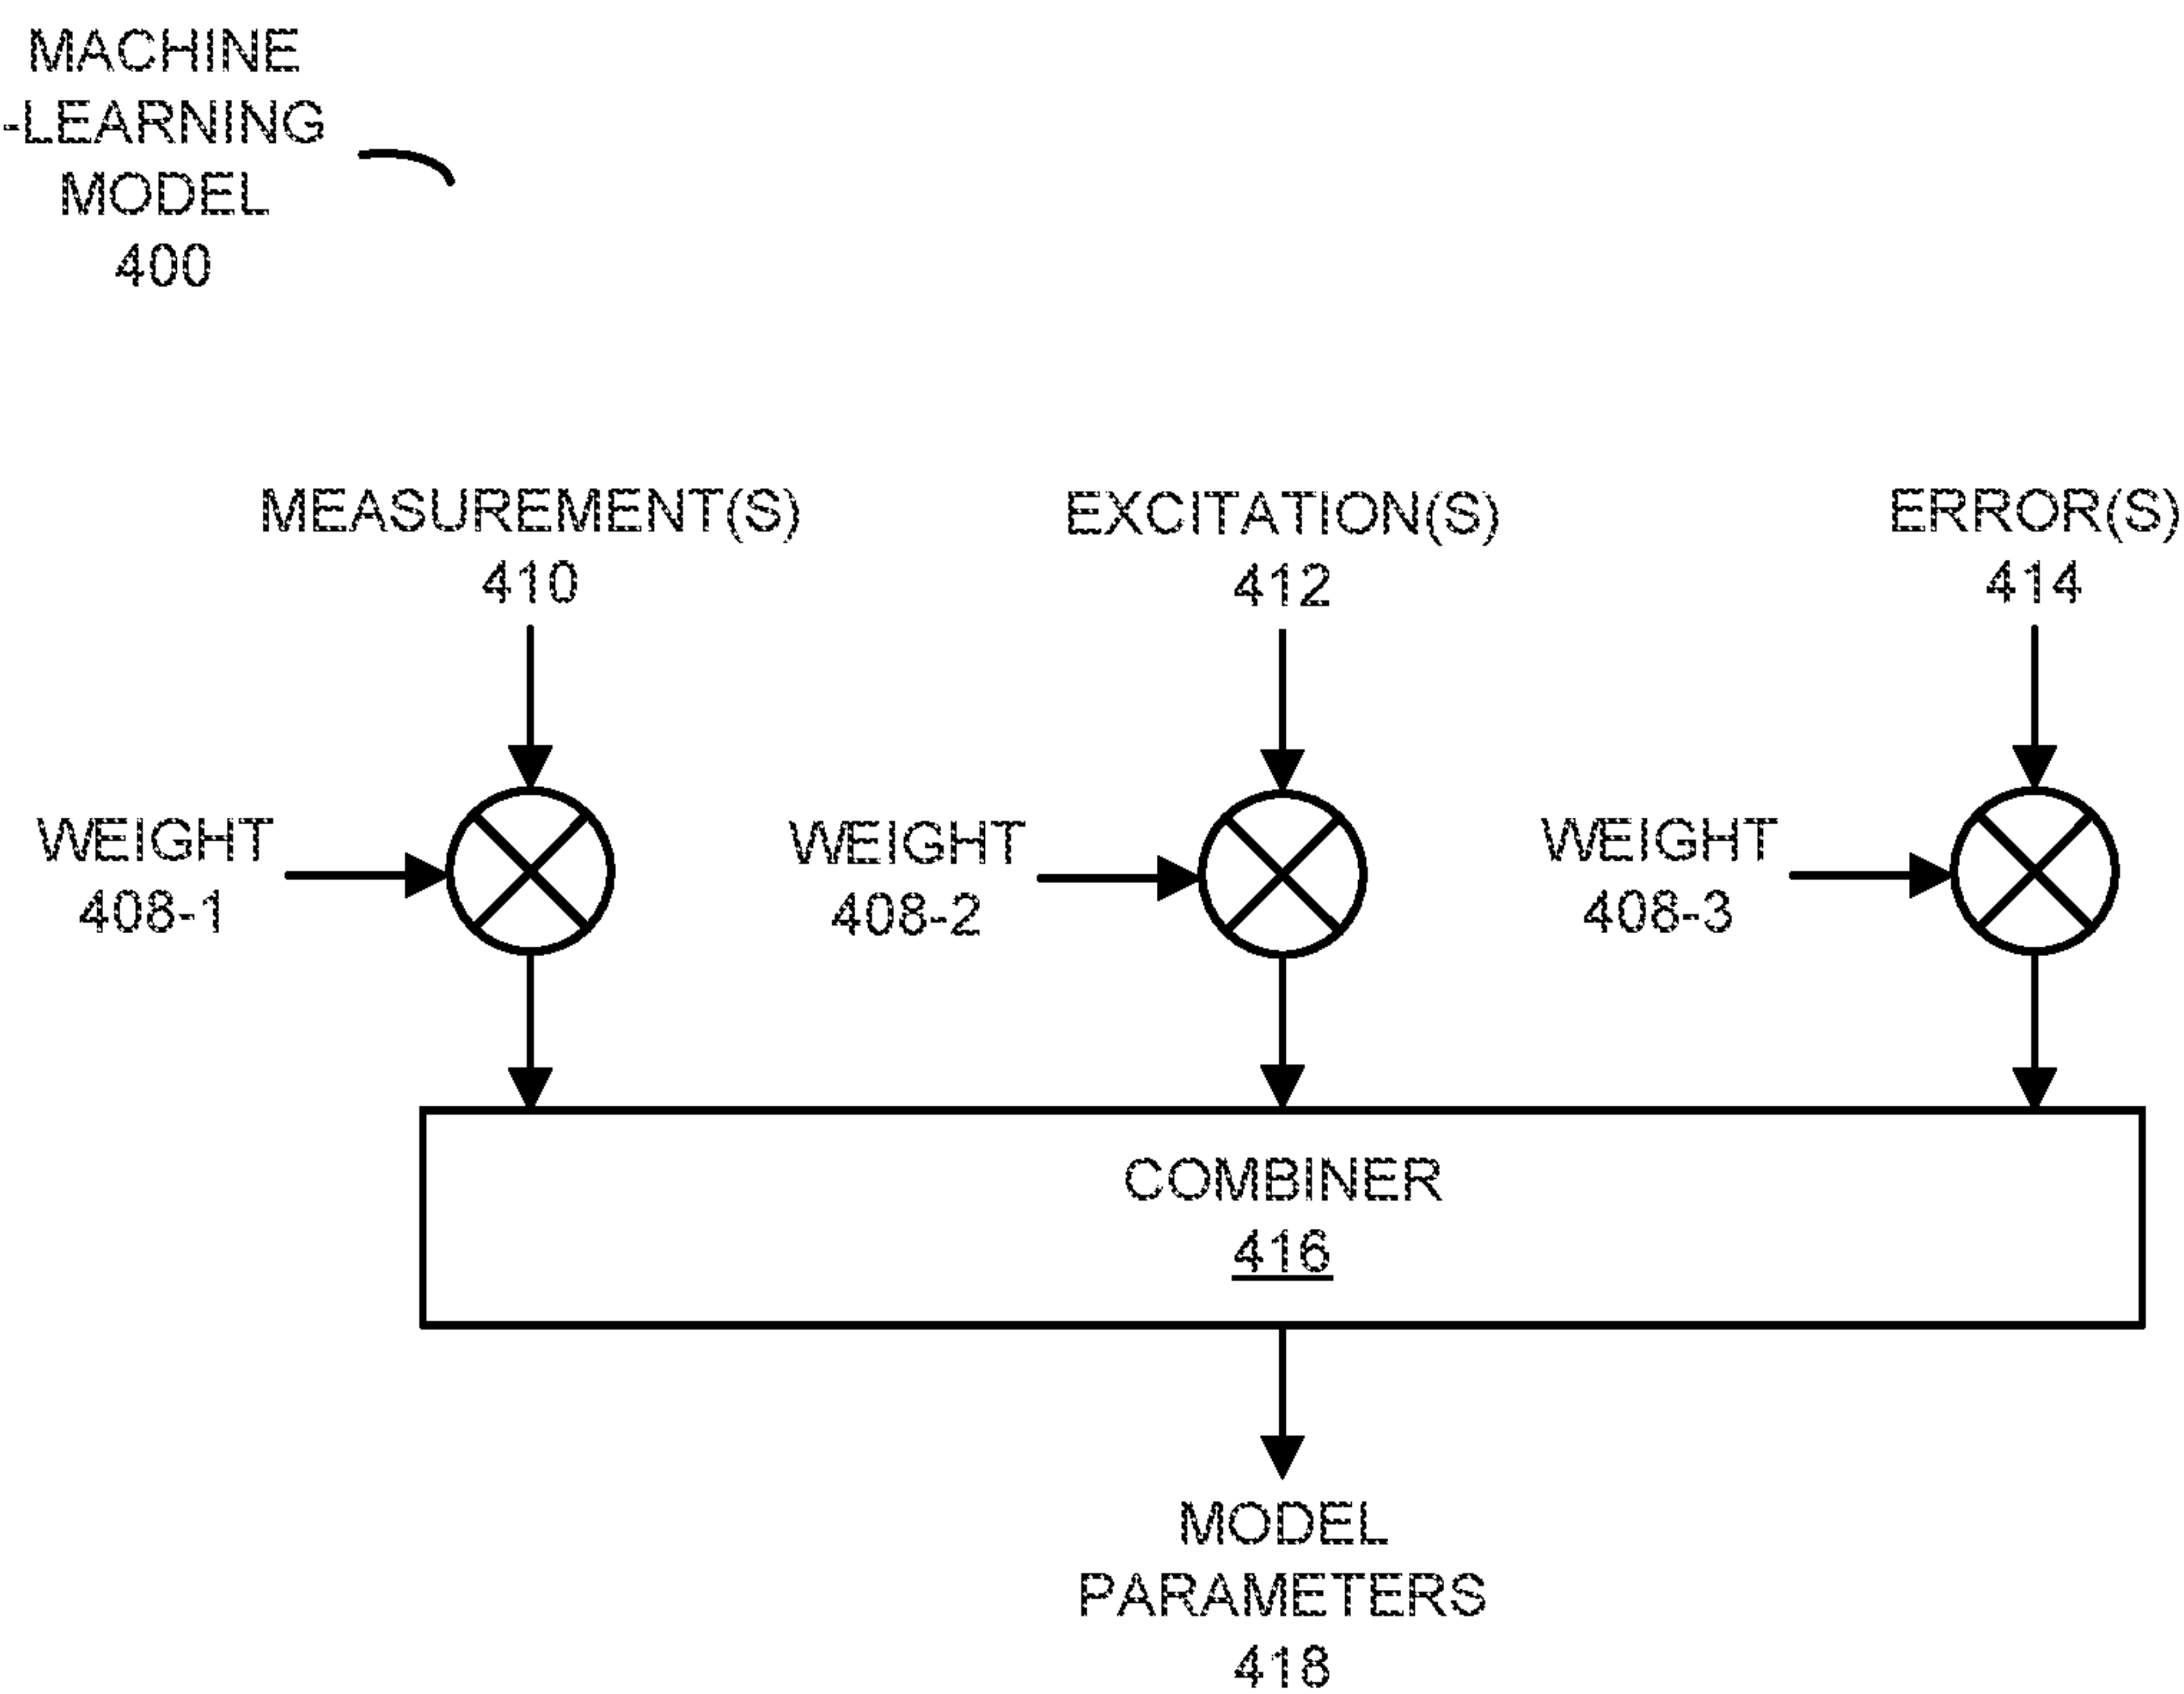 MACHINE
-LEARNING
MODEL
400
MEASUREMENT(S)
410
EXCITATION(S)
412
ERROR(S)
414
WEIGHT
408-1
WEIGHT
408-2
WEIGHT
408-3
COMBINER
416
MODEL
PARAMETERS
418